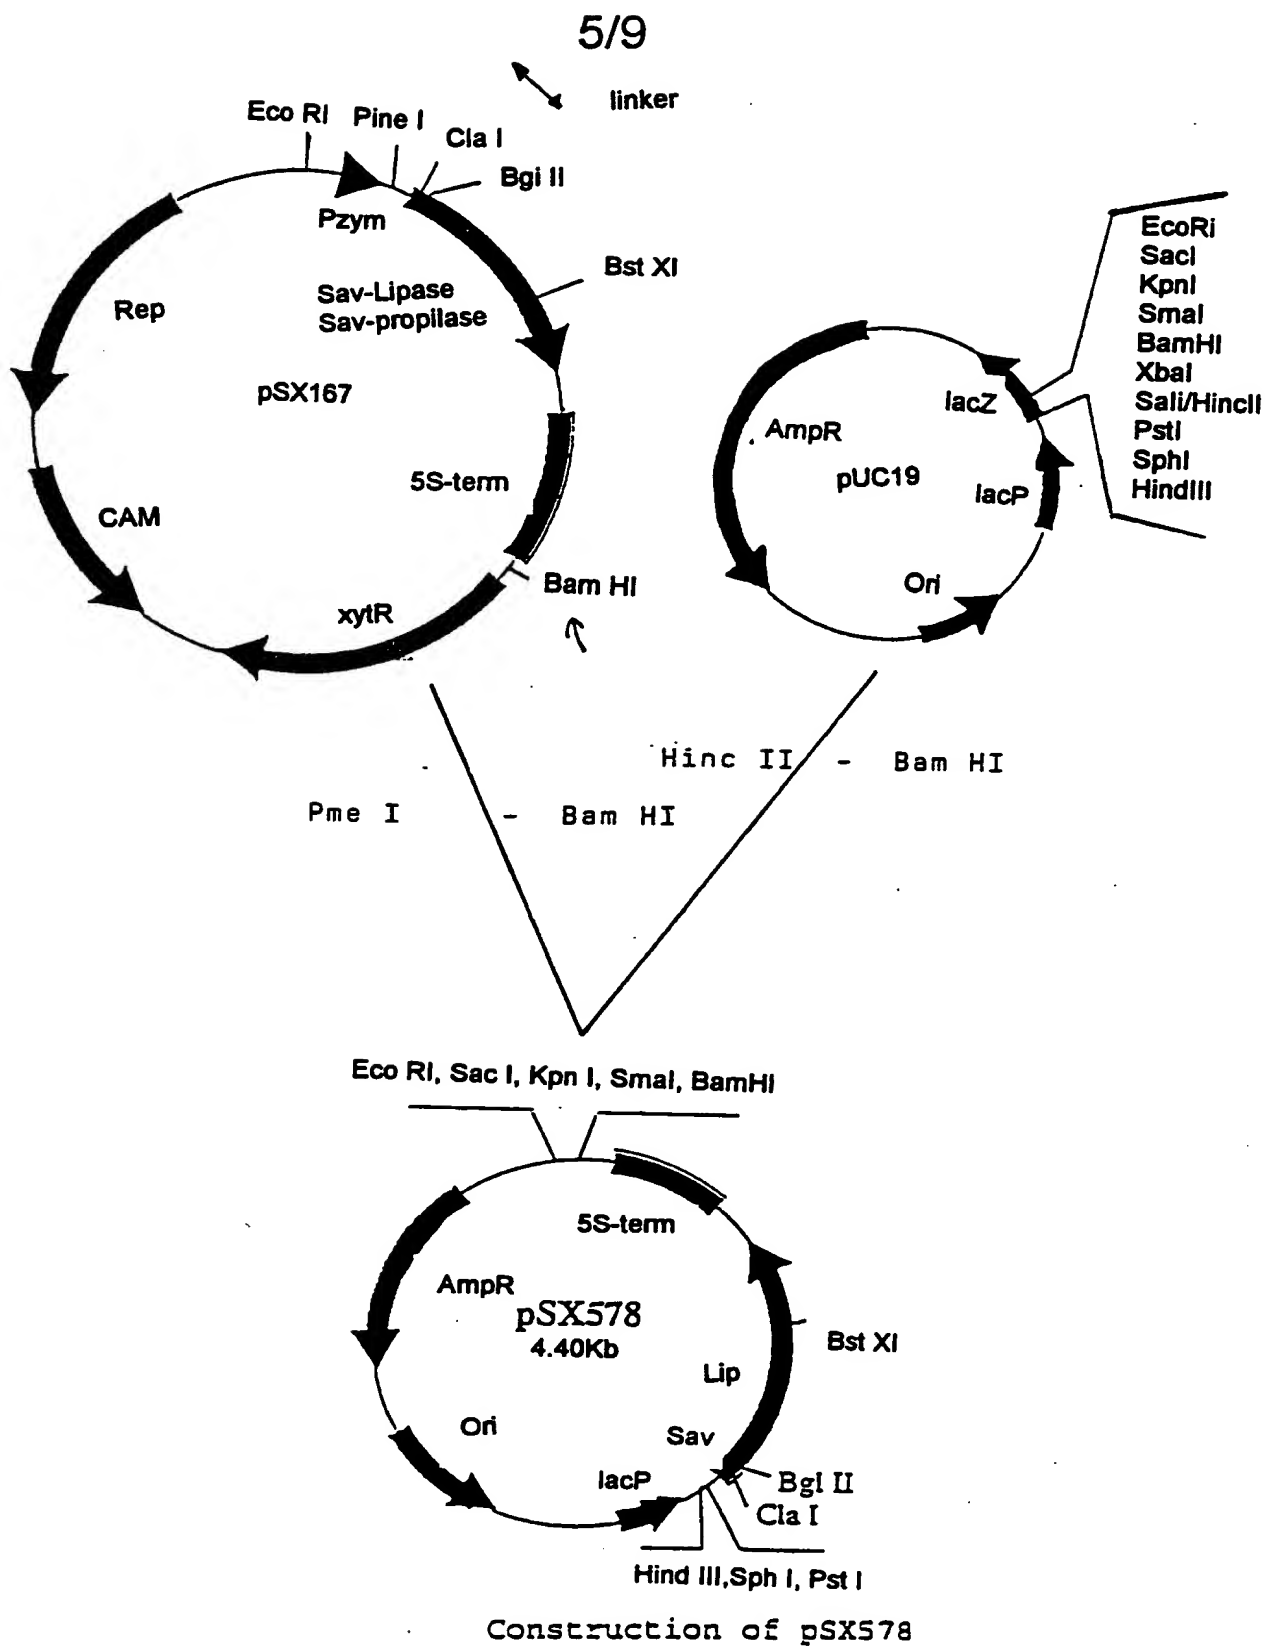 5/9
linker
Eco RI Pine I Cla I
Bgi II
Pzym
Bst XI
Sav-Lipase
Sav-propilase
Rep
pSX167
5S-term
CAM
Bam HI
xytR
EcoRi
SacI
KpnI
SmaI
BamHI
XbaI
Sali/HincII
PstI
SphI
HindIII
lacZ
AmpR
pUC19
lacP
Ori
Hinc II - Bam HI
Pme I - Bam HI
Eco RI, Sac I, Kpn I, SmaI, BamHI
5S-term
AmpR
pSX578
4.40Kb
Bst XI
Lip
Ori
Sav
lacP
Bgl II
Cla I
Hind III,Sph I, Pst I
Construction of pSX578